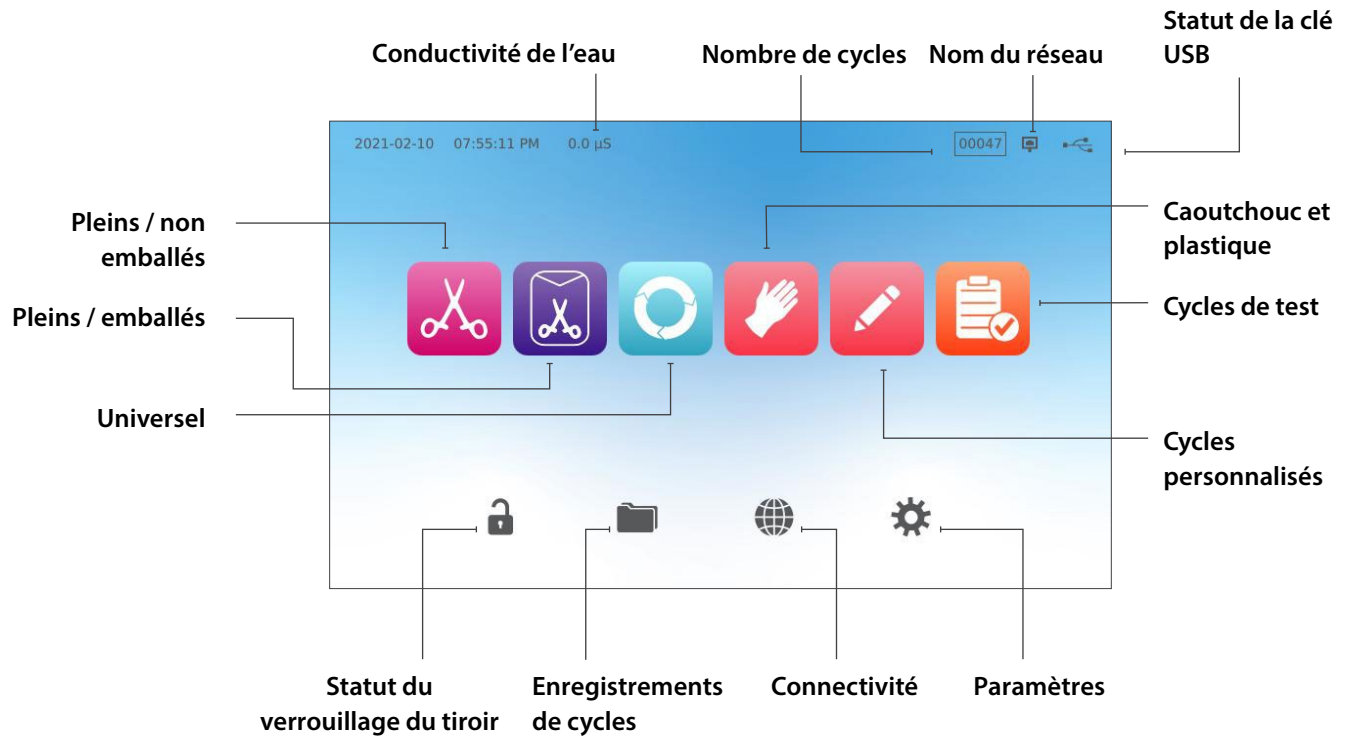 Statut de la clé
USB
Conductivité de l’eau
Nombre de cycles
Nom du réseau
2021-02-10 07:55:11 PM 0.0 µS
00047
Pleins / non
emballés
Caoutchouc et
plastique
Pleins / emballés
Cycles de test
Universel
Cycles
personnalisés
Statut du
verrouillage du tiroir
Enregistrements
de cycles
Connectivité
Paramètres